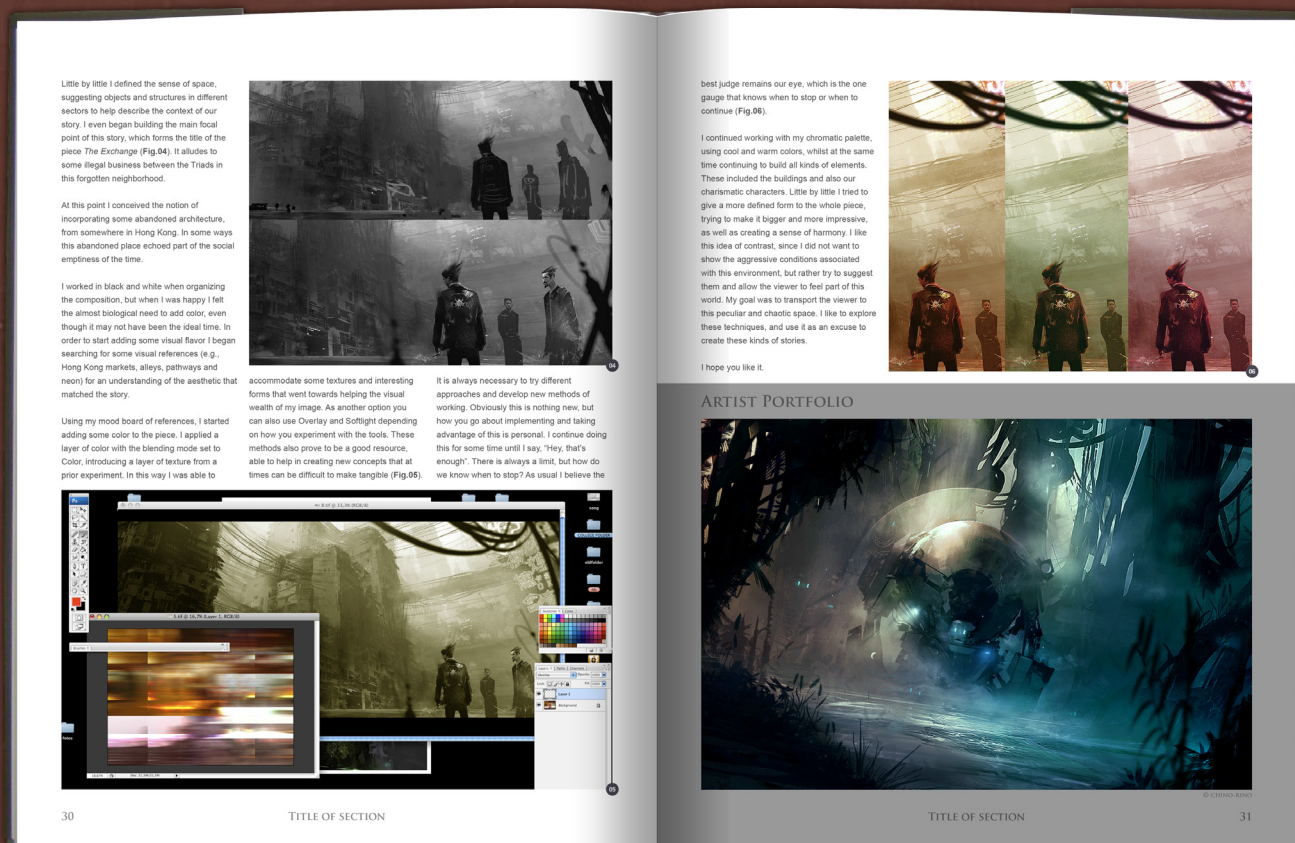 Little by little I defined the sense of space,
suggesting objects and structures in different
sectors to help describe the context of our
story. I even began building the main focal
point of this story, which forms the title of the
piece The Exchange (Fig.04). It alludes to
some illegal business between the Triads in
this forgotten neighborhood.
At this point I conceived the notion of
incorporating some abandoned architecture,
from somewhere in Hong Kong. In some ways
this abandoned place echoed part of the social
emptiness of the time.
I worked in black and white when organizing
the composition, but when I was happy I felt
the almost biological need to add color, even
though it may not have been the ideal time. In
order to start adding some visual flavor I began
searching for some visual references (e.g.,
Hong Kong markets, alleys, pathways and
neon) for an understanding of the aesthetic that
matched the story.
Using my mood board of references, I started
adding some color to the piece. I applied a
layer of color with the blending mode set to
Color, introducing a layer of texture from a
prior experiment. In this way I was able to
04
accommodate some textures and interesting
forms that went towards helping the visual
wealth of my image. As another option you
can also use Overlay and Softlight depending
on how you experiment with the tools. These
methods also prove to be a good resource,
able to help in creating new concepts that at
times can be difficult to make tangible (Fig.05).
It is always necessary to try different
approaches and develop new methods of
working. Obviously this is nothing new, but
how you go about implementing and taking
advantage of this is personal. I continue doing
this for some time until I say, “Hey, that's
enough”. There is always a limit, but how do
we know when to stop? As usual I believe the
song
COLLEGE FOLDER
oldfolder
Layer 1
Background
fotos
05
30
Title of section
best judge remains our eye, which is the one
gauge that knows when to stop or when to
continue (Fig.06).
I continued working with my chromatic palette,
using cool and warm colors, whilst at the same
time continuing to build all kinds of elements.
These included the buildings and also our
charismatic characters. Little by little I tried to
give a more defined form to the whole piece,
trying to make it bigger and more impressive,
as well as creating a sense of harmony. I like
this idea of contrast, since I did not want to
show the aggressive conditions associated
with this environment, but rather try to suggest
them and allow the viewer to feel part of this
world. My goal was to transport the viewer to
this peculiar and chaotic space. I like to explore
these techniques, and use it as an excuse to
create these kinds of stories.
I hope you like it.
06
Artist Portfolio
© CHINO-RINO
Title of section
31